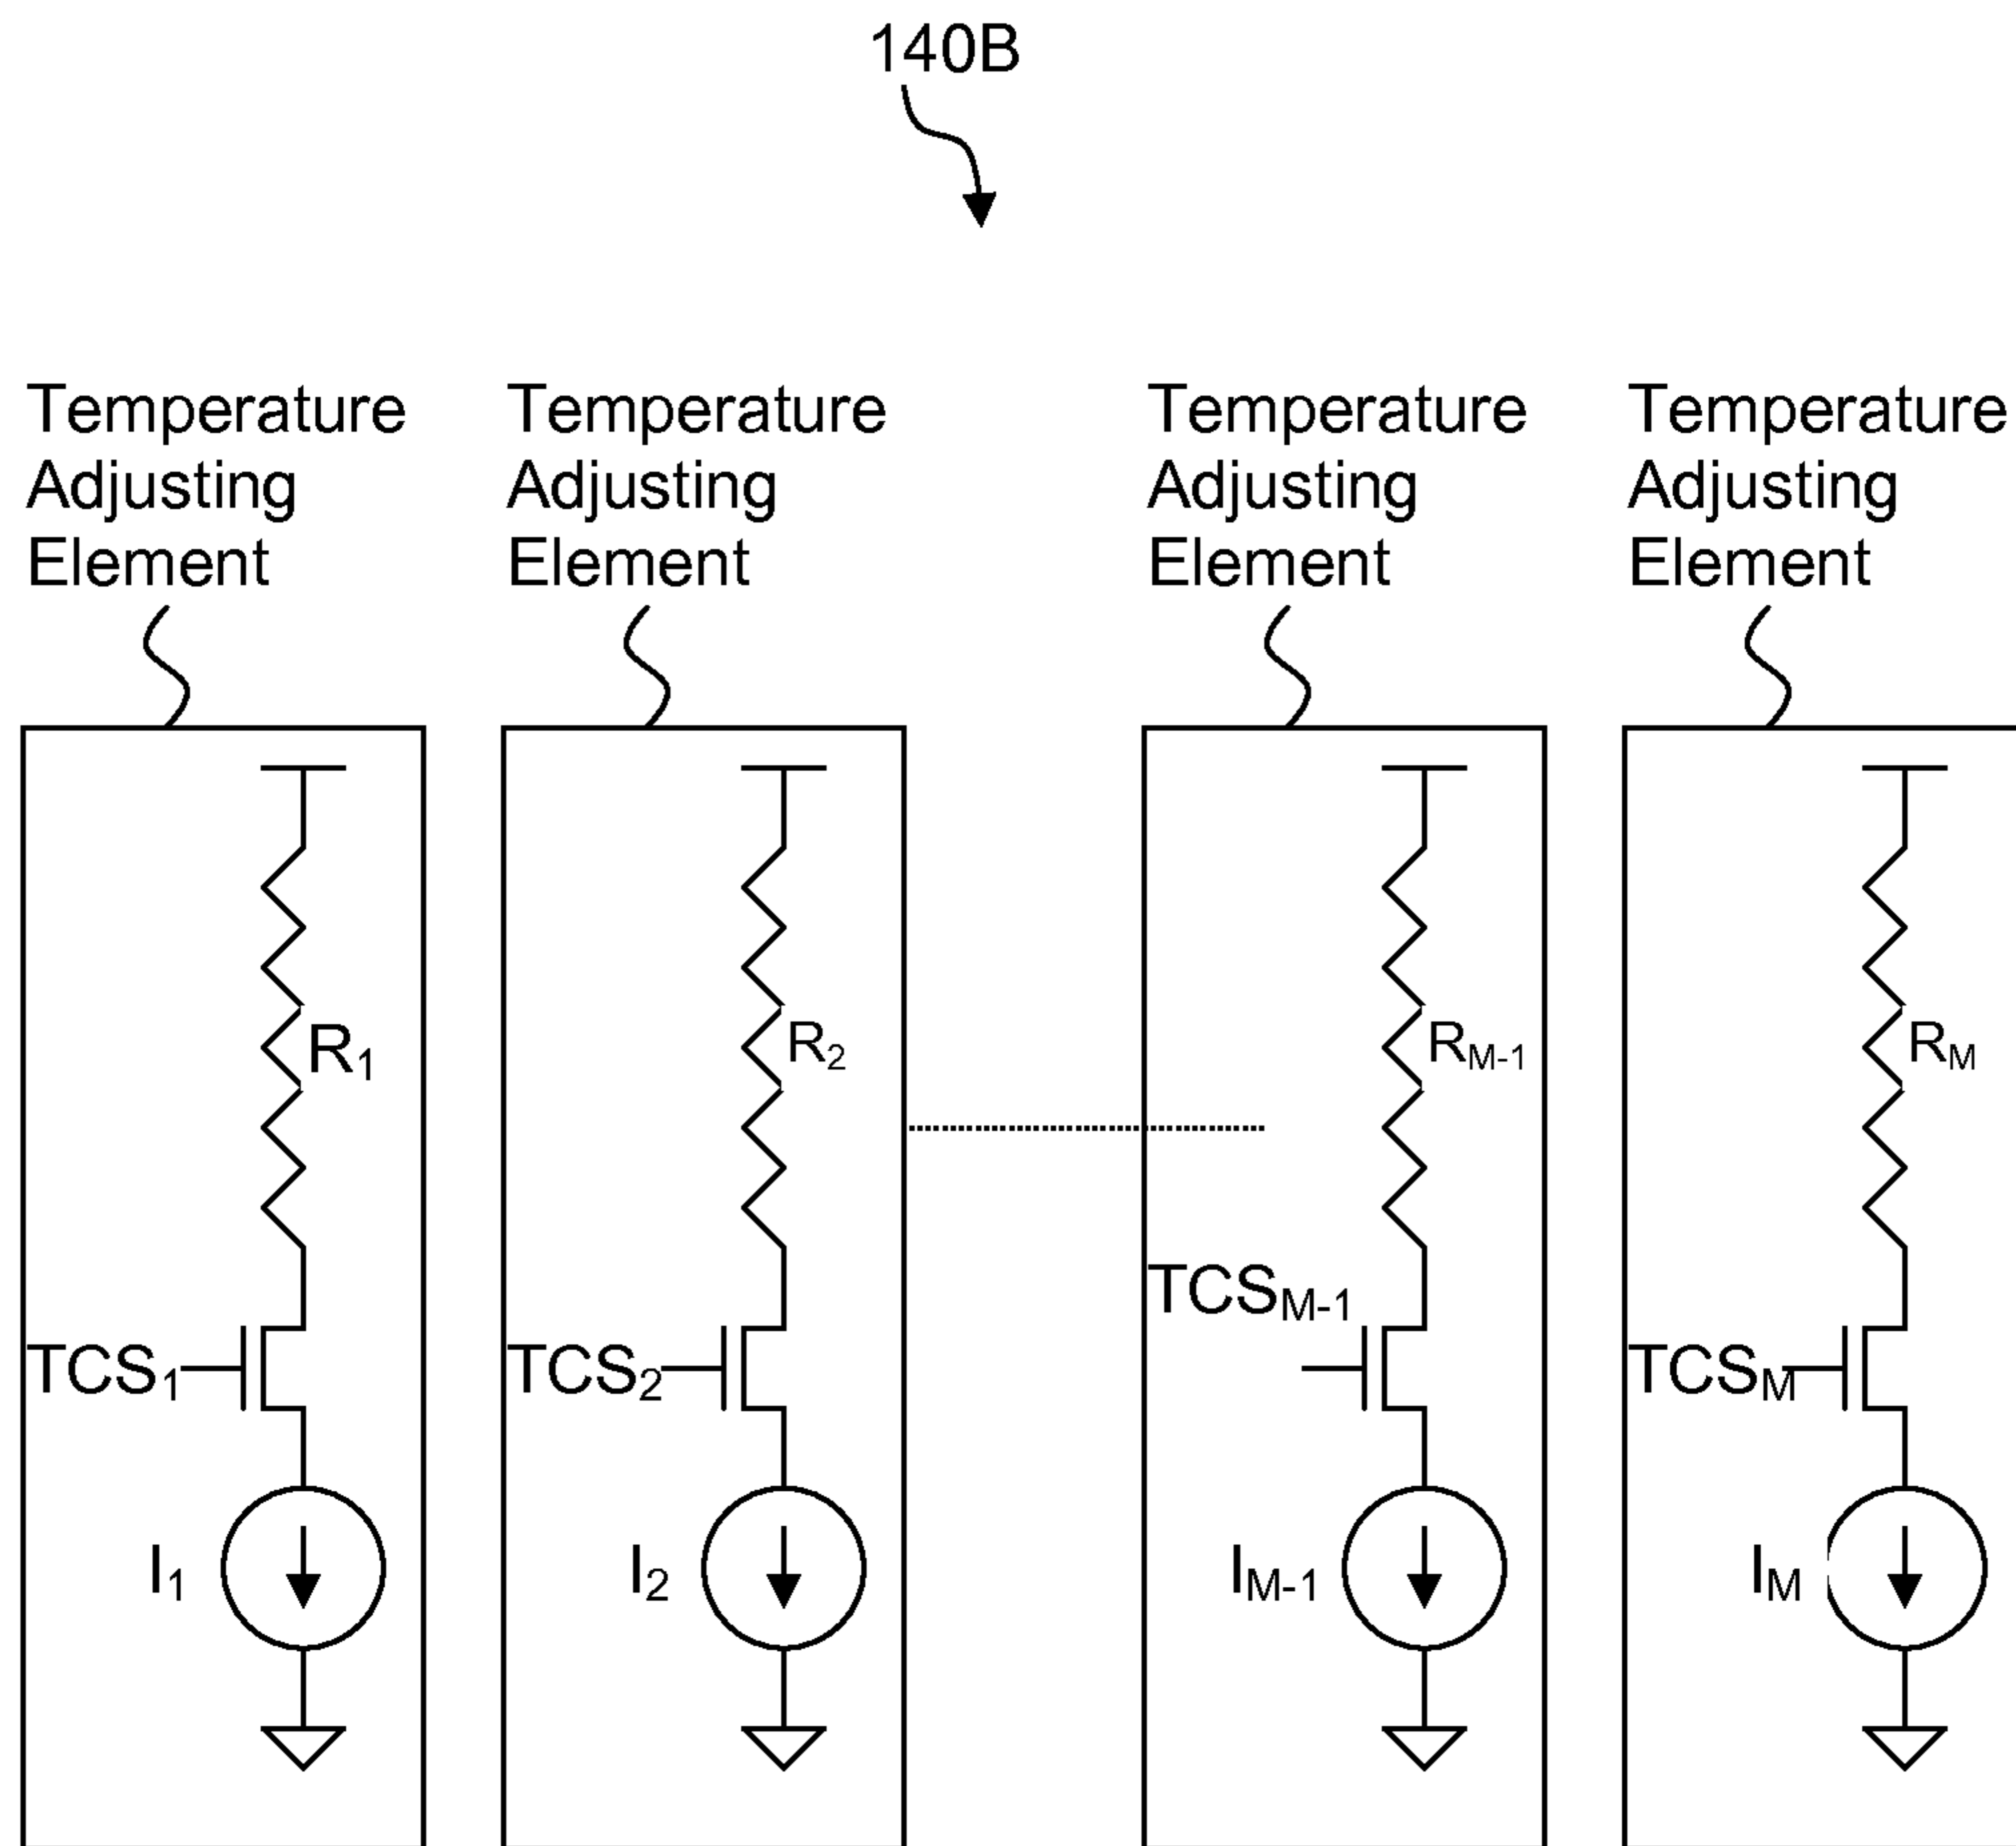 140B
Temperature
Adjusting
Element
Temperature
Adjusting
Element
Temperature
Adjusting
Element
Temperature
Adjusting
Element
R1
R2
RM-1
RM
TCS1
TCS2
TCSM-1
TCSM
I1
I2
IM-1
IM